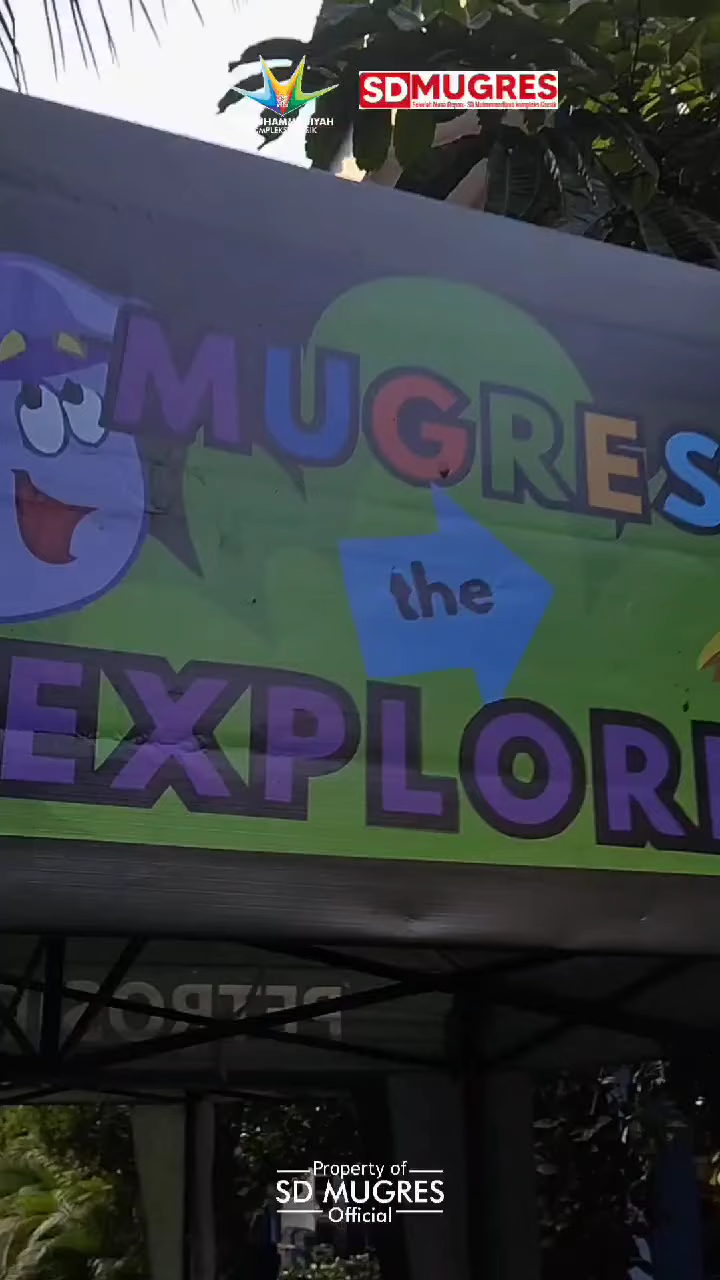 SDMUGRES
MUGRES
the
EXPLOR
Property of
SD MUGRES
Official